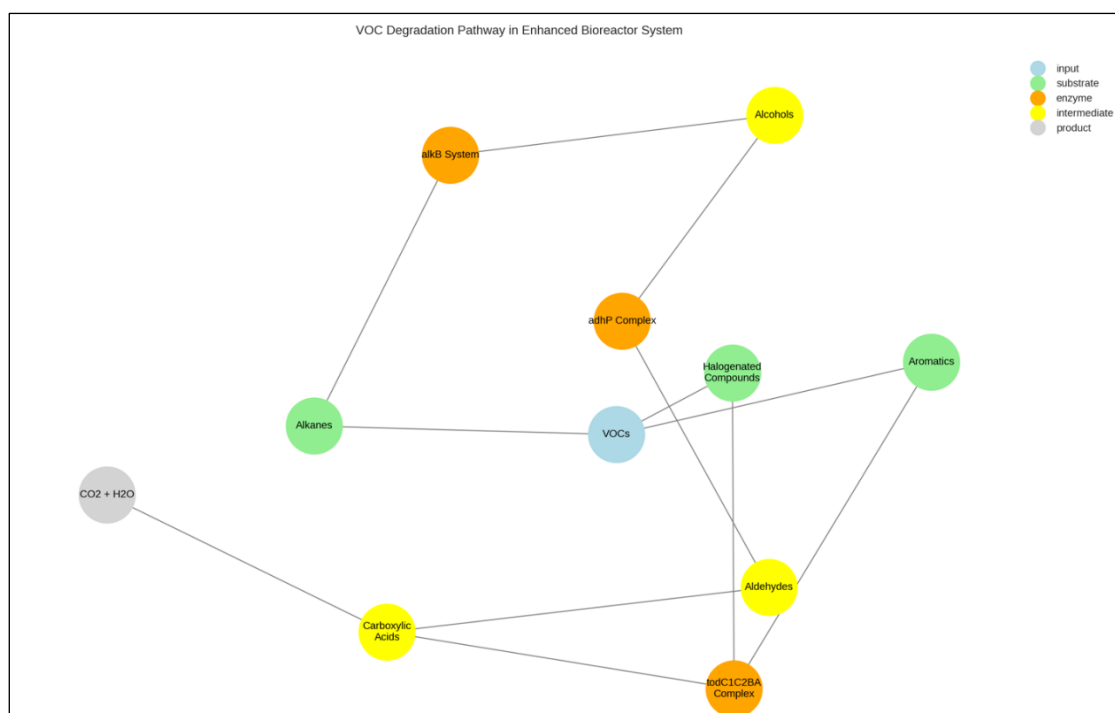 VOC Degradation Pathway in Enhanced Bioreactor System
input
substrate
enzyme
intermediate
product
Alcohols
alkB System
adhP Complex
Halogenated
Compounds
Aromatics
Alkanes
VOCs
CO2 + H2O
Aldehydes
Carboxylic
Acids
todC1C2BA
Complex